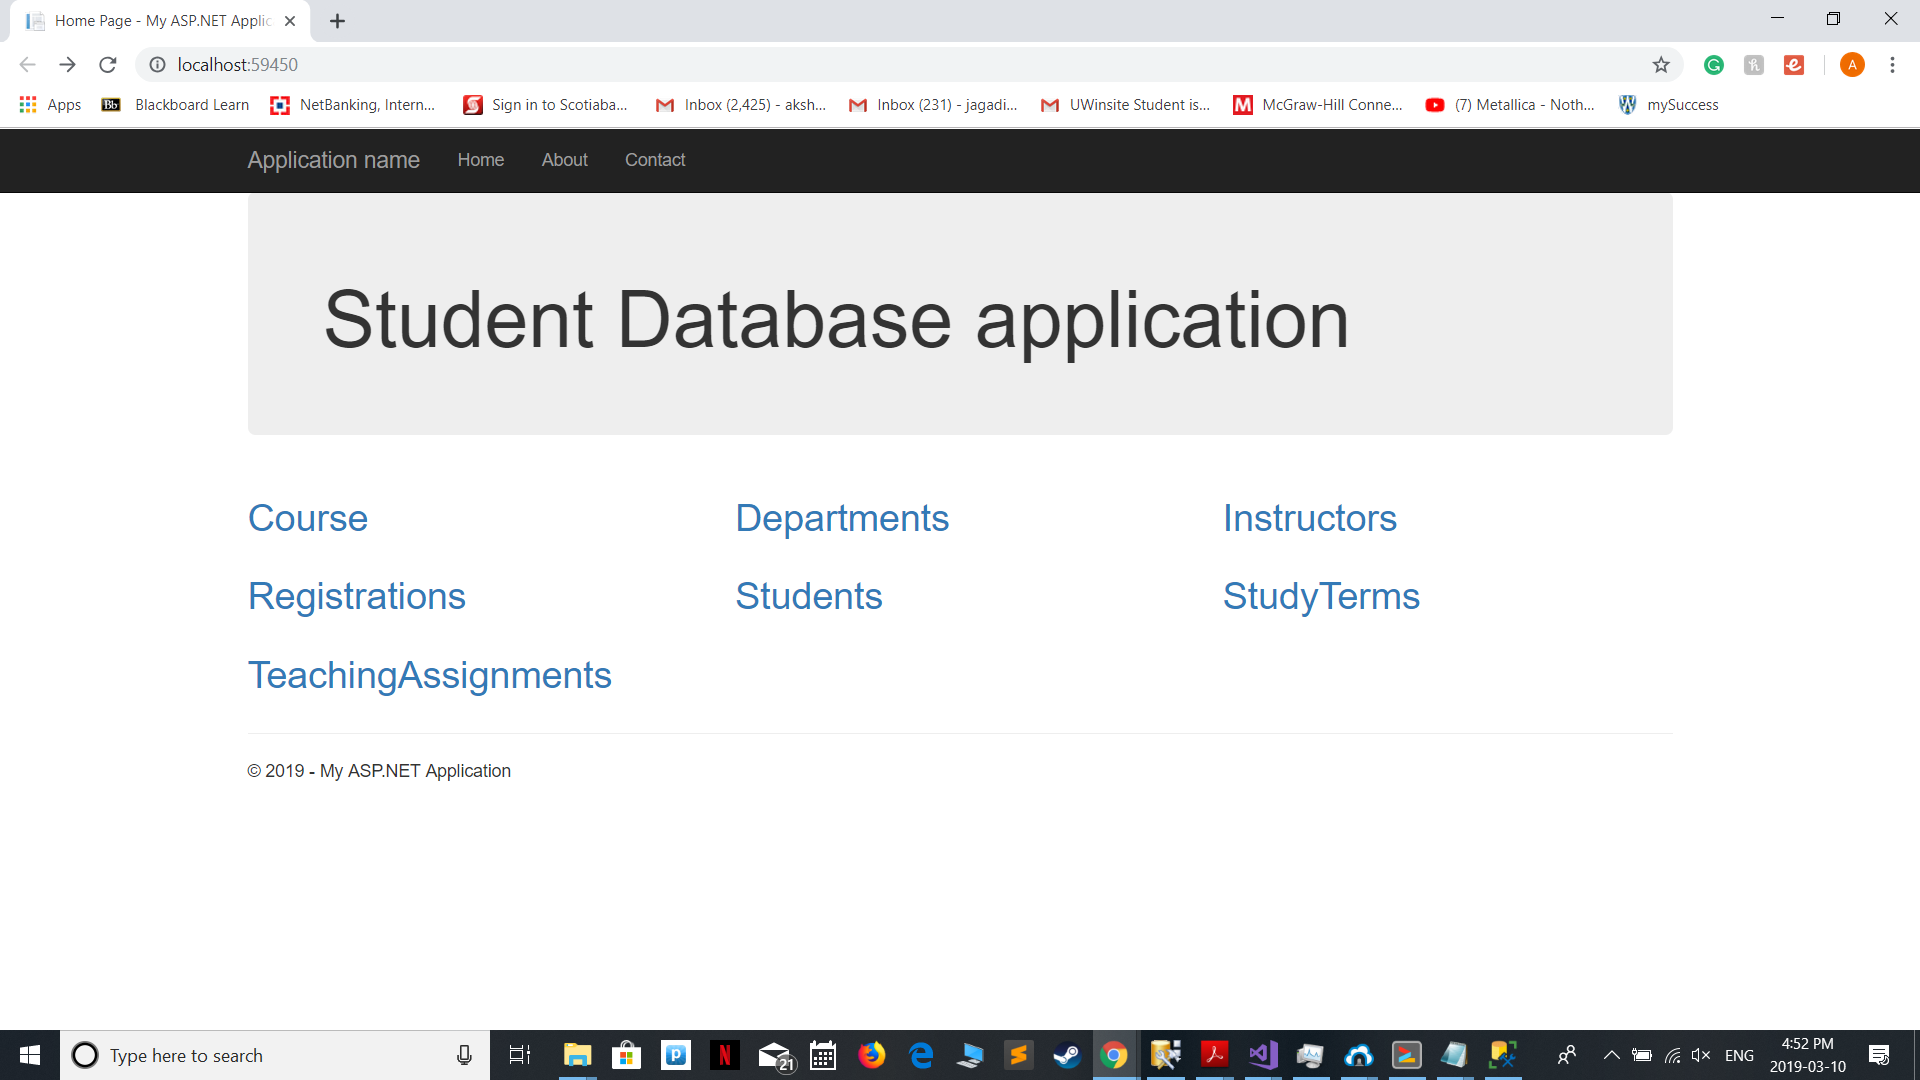 Home Page - My ASP.NET Applic
localhost:59450
Apps Blackboard Learn NetBanking, Intern... Sign in to Scotiaba... Inbox (2,425) - aksh... Inbox (231) - jagadi... UWinsite Student is... McGraw-Hill Conne... (7) Metallica - Noth... mySuccess
Application name Home About Contact
Student Database application
Course Departments Instructors
Registrations Students StudyTerms
TeachingAssignments
© 2019 - My ASP.NET Application
Type here to search 21 ENG 4:52 PM
2019-03-10